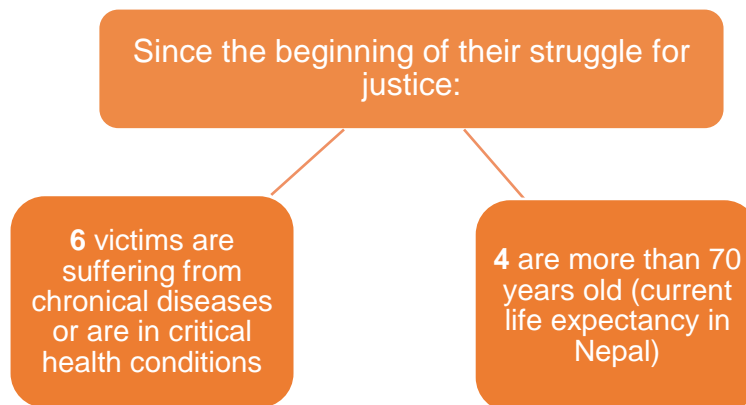 Since the beginning of their struggle for
justice:
6 victims are
suffering from
chronical diseases
or are in critical
health conditions
4 are more than 70
years old (current
life expectancy in
Nepal)